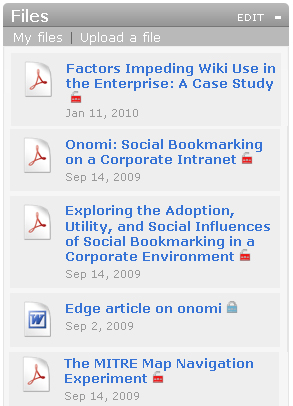 Files
EDIT -
My files | Upload a file
Factors Impeding Wiki Use in
the Enterprise: A Case Study
Jan 11, 2010
Onomi: Social Bookmarking
on a Corporate Intranet
Sep 14, 2009
Exploring the Adoption,
Utility, and Social Influences
of Social Bookmarking in a
Corporate Environment
Sep 14, 2009
Edge article on onomi
Sep 2, 2009
The MITRE Map Navigation
Experiment
Sep 14, 2009